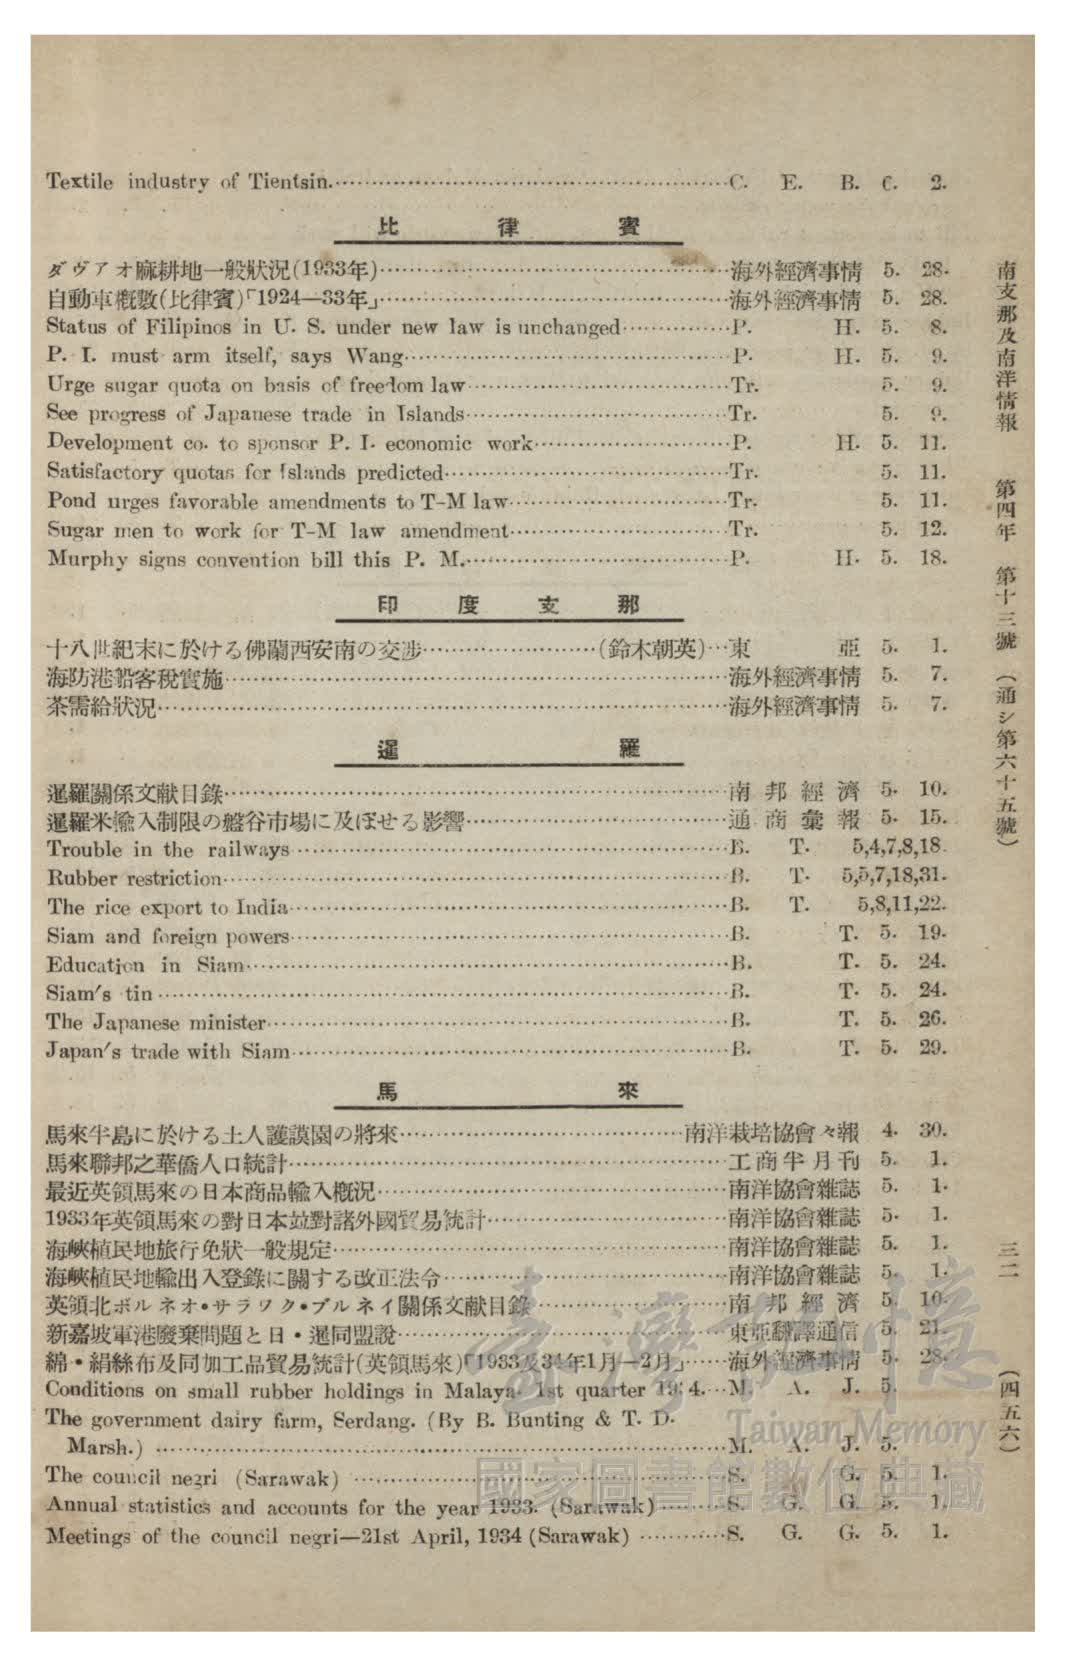 Textile industry of Tientsin.……C. E. B. 6. 2.
比律賓
ダヴアオ麻耕地一般狀況(1933年)……海外經濟事情 5. 28.
自動車概數(比律賓)「1924—33年」……海外經濟事情 5. 28.
Status of Filipinos in U. S. under new law is unchanged……P. H. 5. 8.
P. I. must arm itself, says Wang……P. H. 5. 9.
Urge sugar quota on basis of freedom law……Tr. 5. 9.
See progress of Japanese trade in Islands……Tr. 5. 9.
Development co. to sponsor P. I. economic work……P. H. 5. 11.
Satisfactory quotas for Islands predicted……Tr. 5. 11.
Pond urges favorable amendments to T-M law……Tr. 5. 11.
Sugar men to work for T-M law amendment……Tr. 5. 12.
Murphy signs convention bill this P. M.……P. H. 5. 18.
印度支那
十八世紀末に於ける佛蘭西安南の交渉……(鈴木朝英)…東亞 5. 1.
海防港船客稅實施……海外經濟事情 5. 7.
茶需給狀況……海外經濟事情 5. 7.
暹羅
暹羅關係文献目錄……南邦經濟 5. 10.
暹羅米輸入制限の盤谷市場に及ぼせる影響……通商彙報 5. 15.
Trouble in the railways……B. T. 5,4,7,8,18.
Rubber restriction……B. T. 5,5,7,18,31.
The rice export to India……B. T. 5,8,11,22.
Siam and foreign powers……B. T. 5. 19.
Education in Siam……B. T. 5. 24.
Siam's tin……B. T. 5. 24.
The Japanese minister……B. T. 5. 26.
Japan's trade with Siam……B. T. 5. 29.
馬來
馬來半島に於ける土人護謨園の將來……南洋栽培協會々報 4. 30.
馬來聯邦之華僑人口統計……工商半月刊 5. 1.
最近英領馬來の日本商品輸入槪況……南洋協會雜誌 5. 1.
1933年英領馬來の對日本竝對諸外國貿易統計……南洋協會雜誌 5. 1.
海峽植民地旅行免狀一般規定……南洋協會雜誌 5. 1.
海峽植民地輸出入登錄に關する改正法令……南洋協會雜誌 5. 1.
英領北ボルネオ・サラワク・ブルネイ關係文献目錄……南邦經濟 5. 10.
新嘉坡軍港廢棄問題と日・暹同盟說……東亞飜譯通信 5. 21.
綿・絹絲布及同加工品貿易統計(英領馬來)「1933及34年1月—2月」……海外經濟事情 5. 28.
Conditions on small rubber holdings in Malaya. 1st quarter 1934.…M. A. J. 5.
The government dairy farm, Serdang. (By B. Bunting & T. D.
Marsh.)……M. A. J. 5.
The council negri (Sarawak)……S. G. G. 5. 1.
Annual statistics and accounts for the year 1933. (Sarawak)……S. G. G. 5. 1.
Meetings of the council negri—21st April, 1934 (Sarawak)……S. G. G. 5. 1.
南支那及南洋情報 第四年 第十三號 (通シ第六十五號)
三二
(四五六)
臺灣記憶
Taiwan Memory
國家圖書館數位典藏